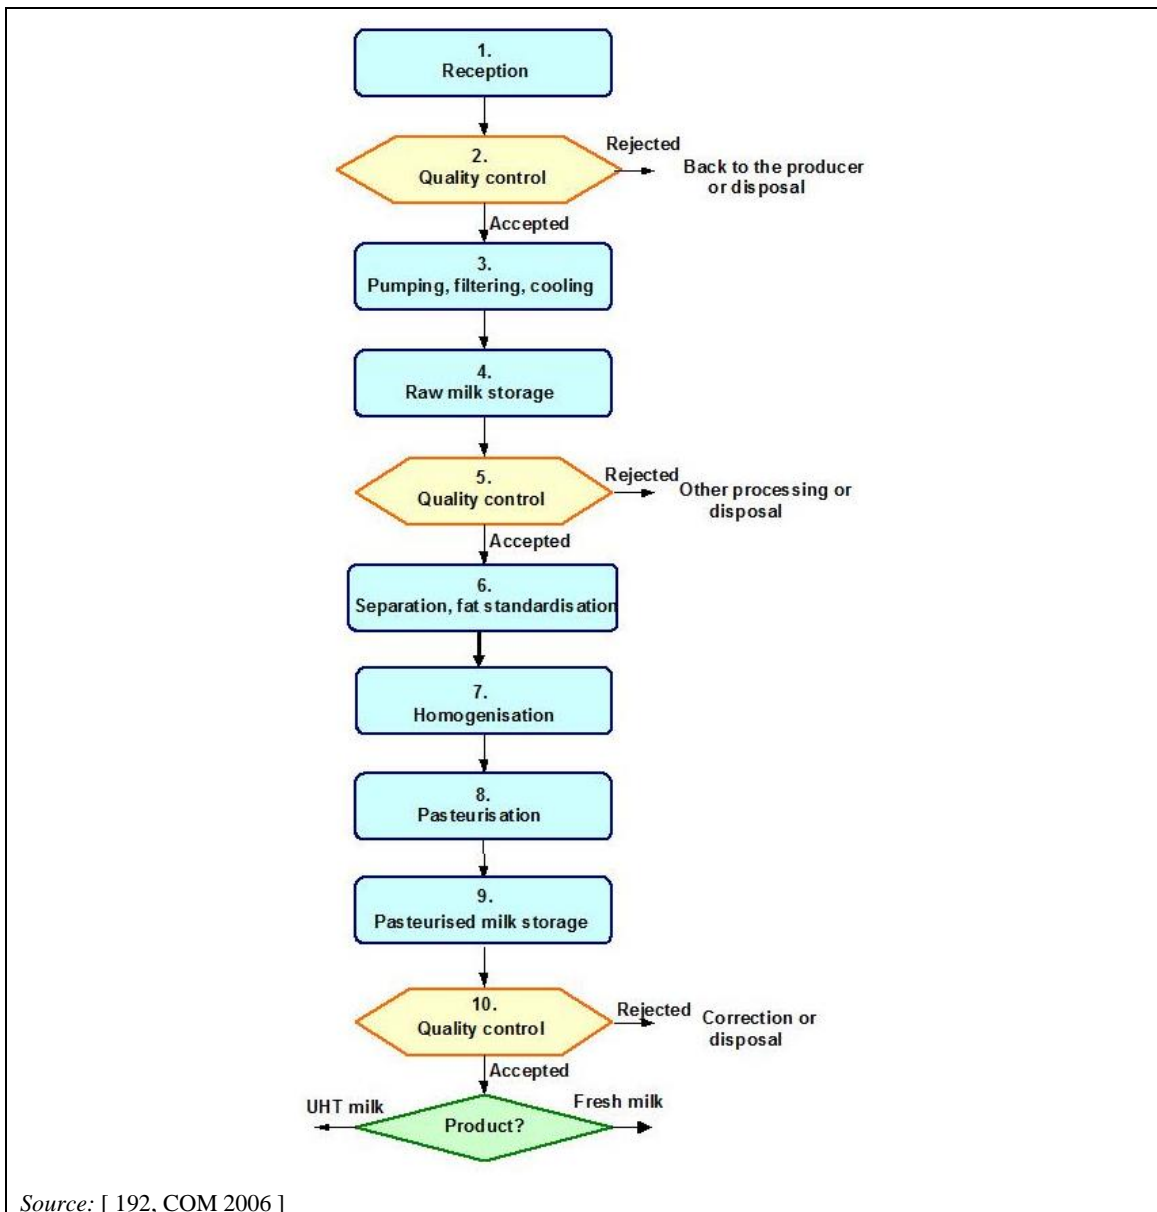 1.
Reception
2.
Quality control
Rejected
Back to the producer
or disposal
Accepted
3.
Pumping, filtering, cooling
4.
Raw milk storage
5.
Quality control
Rejected
Other processing or
disposal
Accepted
6.
Separation, fat standardisation
7.
Homogenisation
8.
Pasteurisation
9.
Pasteurised milk storage
10.
Quality control
Rejected
Correction or
disposal
Accepted
UHT milk
Product?
Fresh milk
Source: [ 192, COM 2006 ]